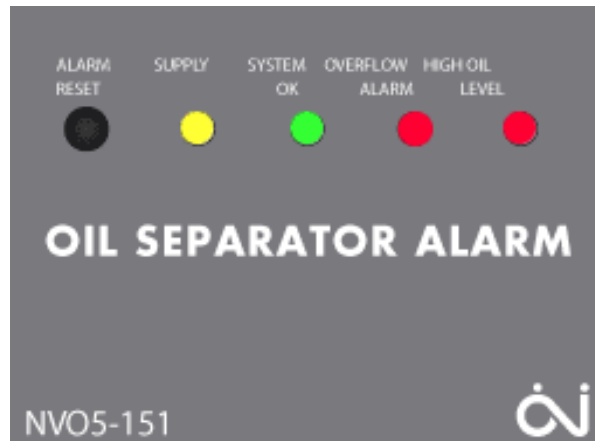 ALARM RESET
SUPPLY
SYSTEM OK
OVERFLOW ALARM
HIGH OIL LEVEL
OIL SEPARATOR ALARM
NVO5-151